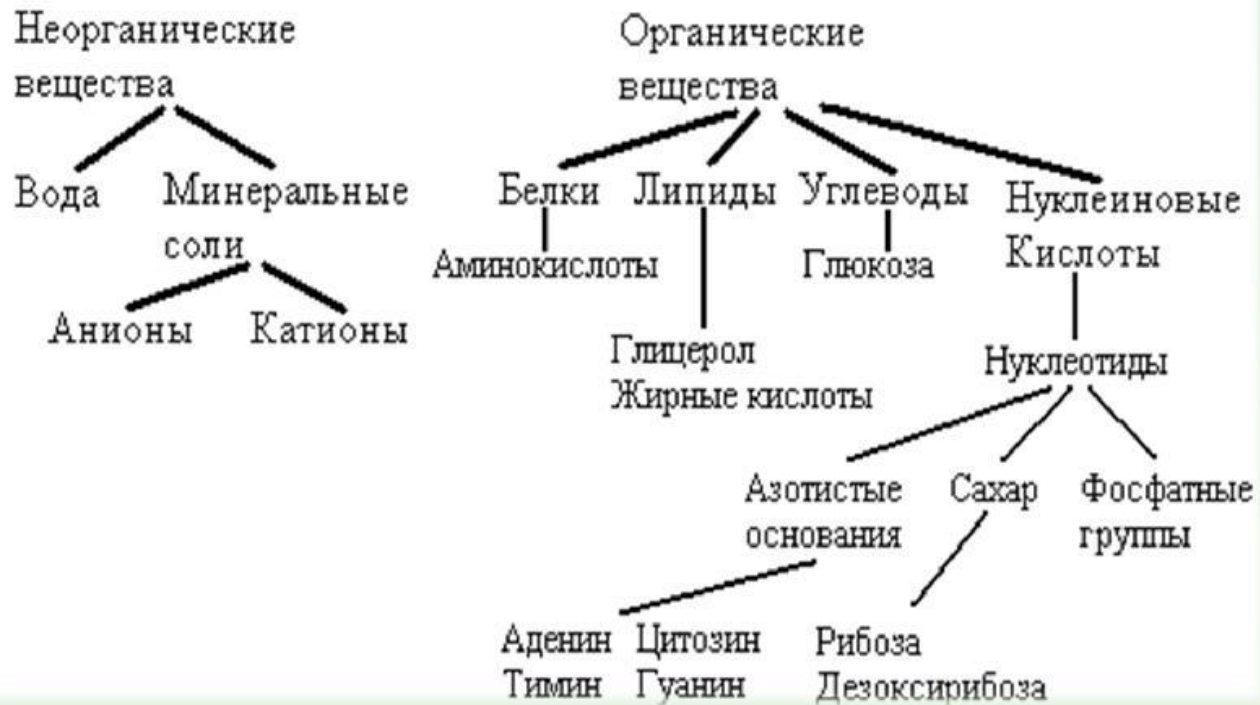 Неорганические
вещества
Вода
Минеральные
соли
Анионы
Катионы
Органические
вещества
Белки
Аминокислоты
Липиды
Глицерол
Жирные кислоты
Углеводы
Глюкоза
Нуклеиновые
Кислоты
Нуклеотиды
Азотистые
основания
Аденин Цитозин
Тимин Гуанин
Сахар
Рибоза
Дезоксирибоза
Фосфатные
группы